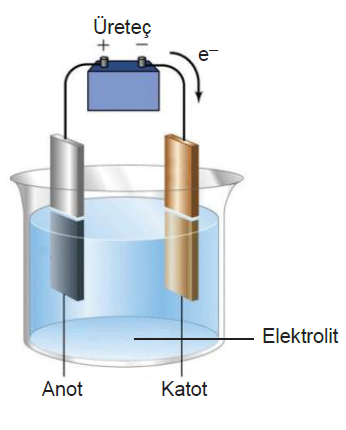 Üreteç
+ −
e−
Elektrolit
Anot Katot